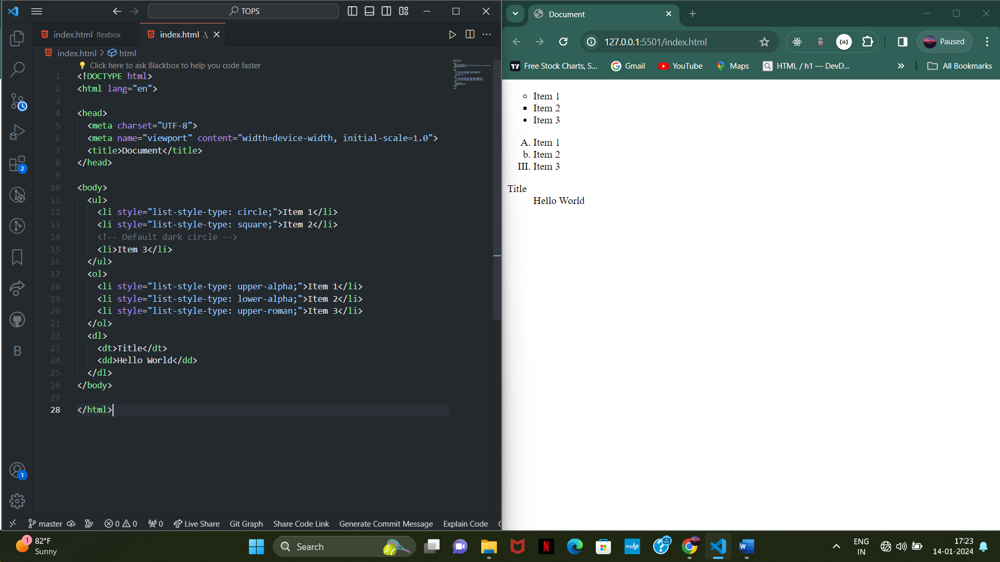 TOPS
index.html flexbox
index.html .\
index.html > html
Click here to ask Blackbox to help you code faster
1 <!DOCTYPE html>
2 <html lang="en">
3
4 <head>
5 <meta charset="UTF-8">
6 <meta name="viewport" content="width=device-width, initial-scale=1.0">
7 <title>Document</title>
8 </head>
9
10 <body>
11 <ul>
12 <li style="list-style-type: circle;">Item 1</li>
13 <li style="list-style-type: square;">Item 2</li>
14 <!-- Default dark circle -->
15 <li>Item 3</li>
16 </ul>
17 <ol>
18 <li style="list-style-type: upper-alpha;">Item 1</li>
19 <li style="list-style-type: lower-alpha;">Item 2</li>
20 <li style="list-style-type: upper-roman;">Item 3</li>
21 </ol>
22 <dl>
23 <dt>Title</dt>
24 <dd>Hello World</dd>
25 </dl>
26 </body>
27
28 </html>
2
B
1
master 0 0 0 Live Share Git Graph Share Code Link Generate Commit Message Explain Code
Document
127.0.0.1:5501/index.html
Paused
Free Stock Charts, S... Gmail YouTube Maps HTML / h1 — DevD... » All Bookmarks
Item 1
Item 2
Item 3
A. Item 1
b. Item 2
III. Item 3
Title
Hello World
1
82°F
Sunny
Search
N
myhp
?
W
ENG
IN
17:23
14-01-2024